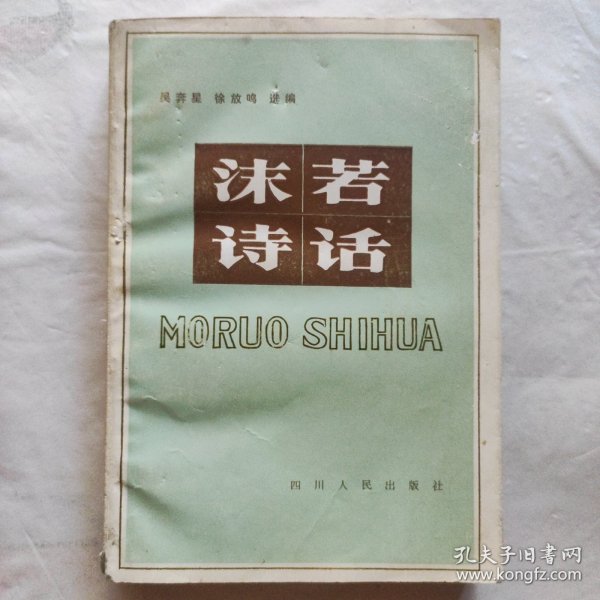 吴奔星 徐放鸣 选编
沫若
诗话
MORUO SHIHUA
四川人民出版社
孔夫子旧书网
www.kongfz.com